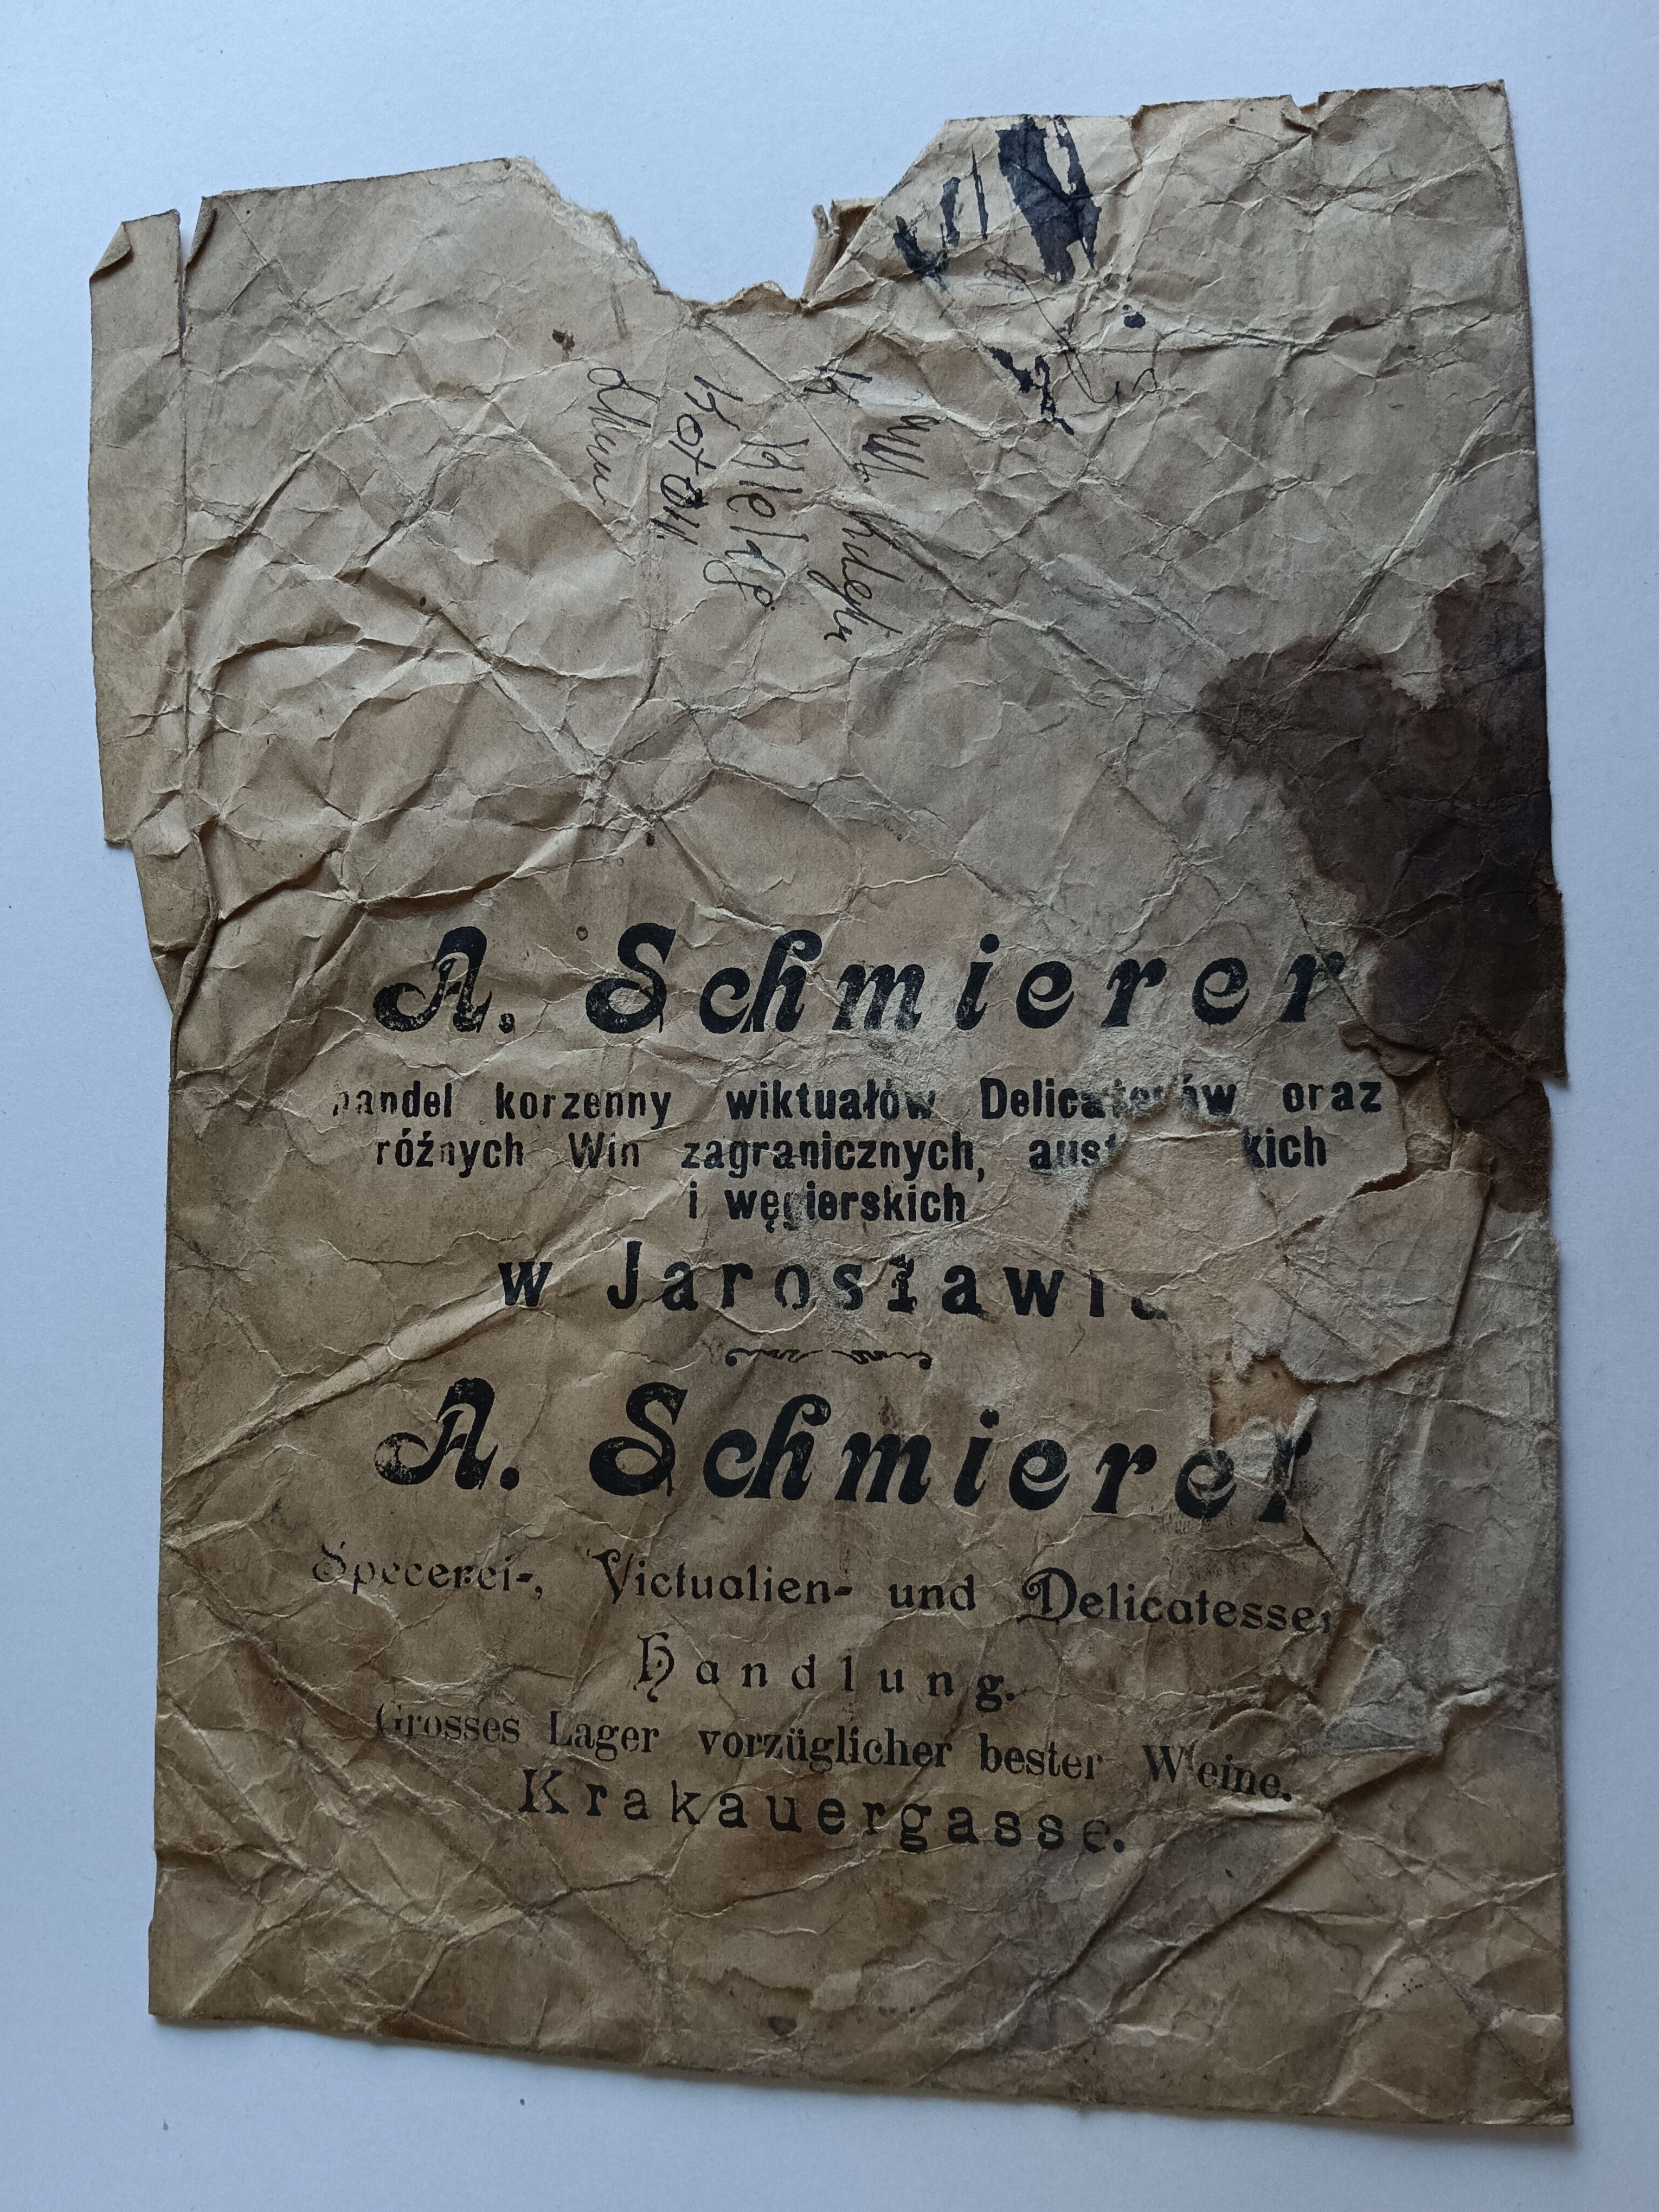 A. Schmierer
handel korzenny wiktuałów Delicatesów oraz
różnych Win zagranicznych, aust kich
i węgierskich
w Jarosławiu
A. Schmierer
Specerei-, Victualien- und Delicatessen
Handlung.
Grosses Lager vorzüglicher bester Weine.
Krakauergasse.